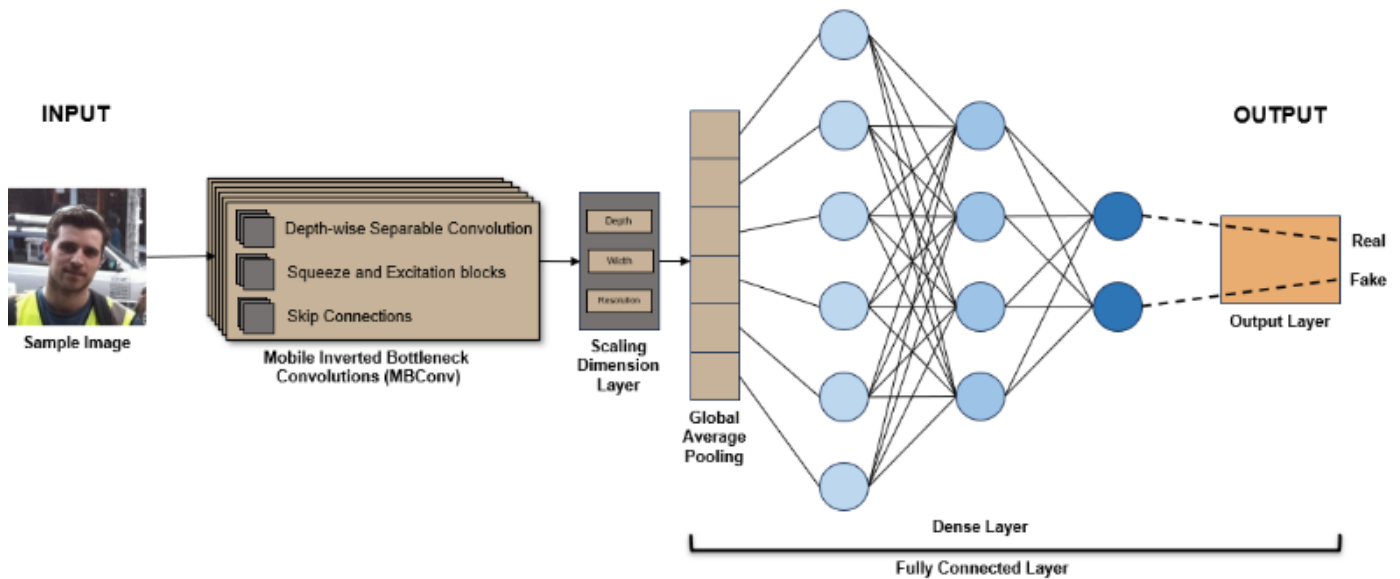 INPUT
OUTPUT
Sample Image
Depth-wise Separable Convolution
Squeeze and Excitation blocks
Skip Connections
Mobile Inverted Bottleneck
Convolutions (MBConv)
Depth
Width
Resolution
Scaling
Dimension
Layer
Global
Average
Pooling
Real
Fake
Output Layer
Dense Layer
Fully Connected Layer